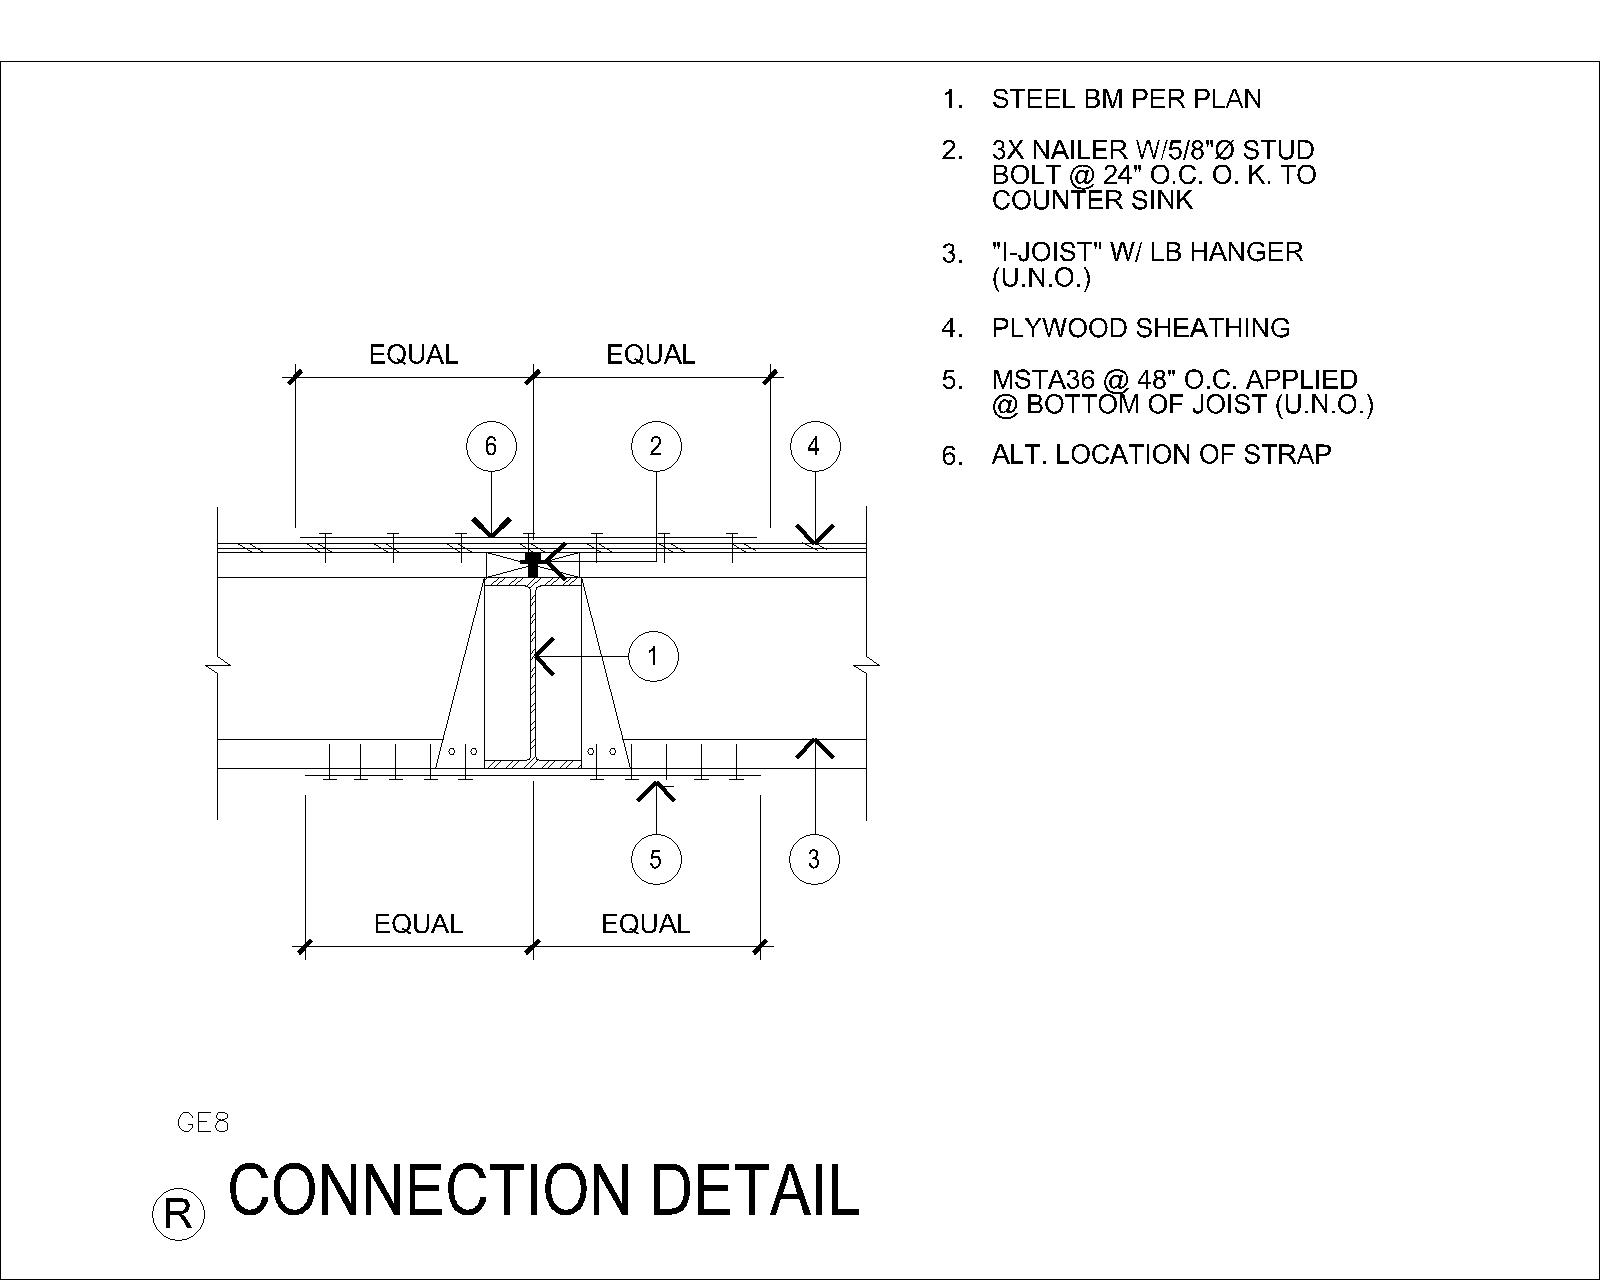 1. STEEL BM PER PLAN
2. 3X NAILER W/5/8"Ø STUD
BOLT @ 24" O.C. O. K. TO
COUNTER SINK
3. "I-JOIST" W/ LB HANGER
(U.N.O.)
4. PLYWOOD SHEATHING
5. MSTA36 @ 48" O.C. APPLIED
@ BOTTOM OF JOIST (U.N.O.)
6. ALT. LOCATION OF STRAP
EQUAL EQUAL
6 2 4
1
5 3
EQUAL EQUAL
GE8
R CONNECTION DETAIL